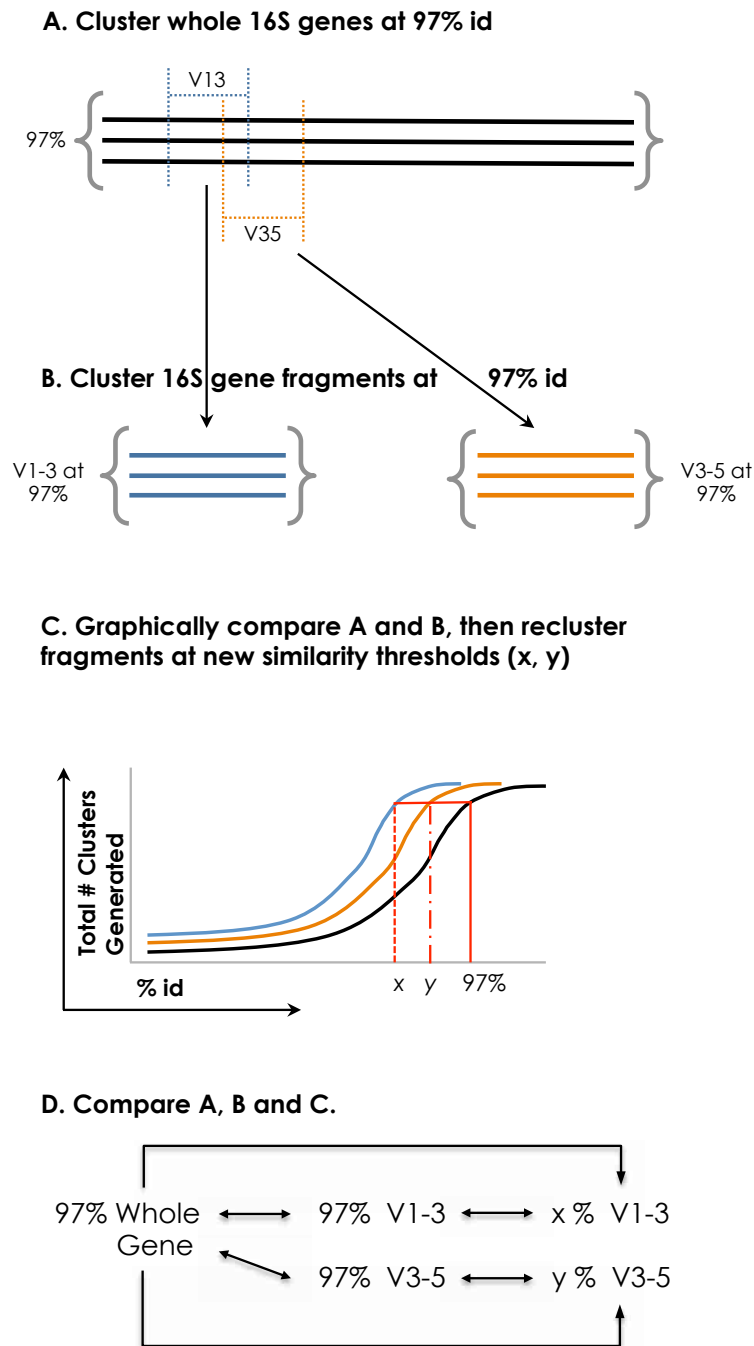 A. Cluster whole 16S genes at 97% id
V13
97%
V35
B. Cluster 16S gene fragments at 97% id
V1-3 at
97%
V3-5 at
97%
C. Graphically compare A and B, then recluster
fragments at new similarity thresholds (x, y)
Total # Clusters
Generated
% id
x y 97%
D. Compare A, B and C.
97% Whole
Gene
97% V1-3
x % V1-3
97% V3-5
y % V3-5